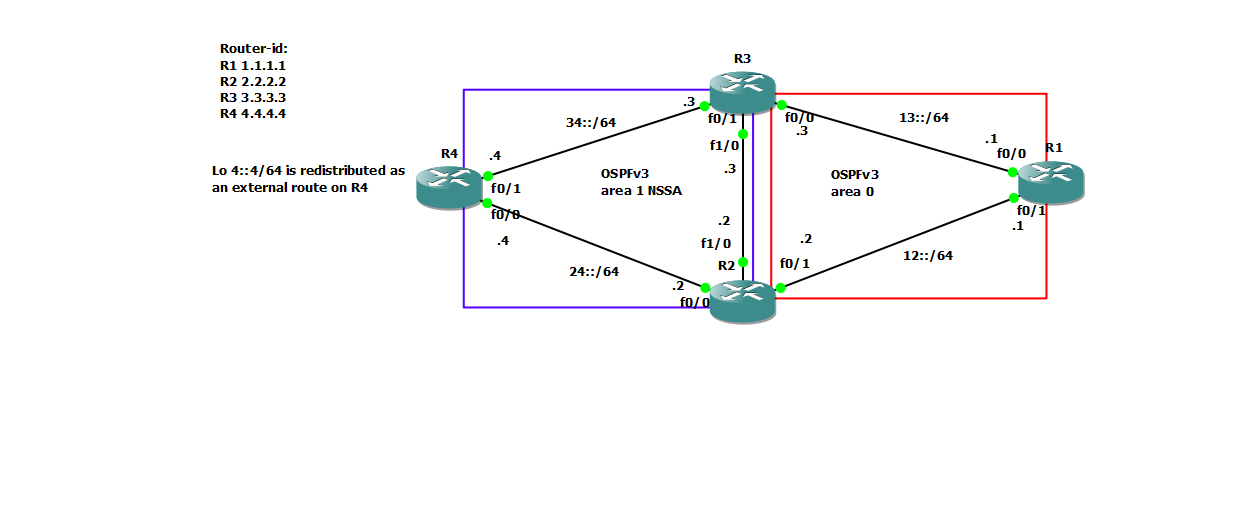 Router-id:
R1 1.1.1.1
R2 2.2.2.2
R3 3.3.3.3
R4 4.4.4.4
Lo 4::4/64 is redistributed as
an external route on R4
R3
.3
f0/1
f0/0
.3
f1/0
.3
34::/64
13::/64
.1
f0/0
R1
R4
.4
f0/1
f0/0
.4
OSPFv3
area 1 NSSA
OSPFv3
area 0
f0/1
.1
.2
f1/0
R2
.2
f0/1
12::/64
24::/64
.2
f0/0